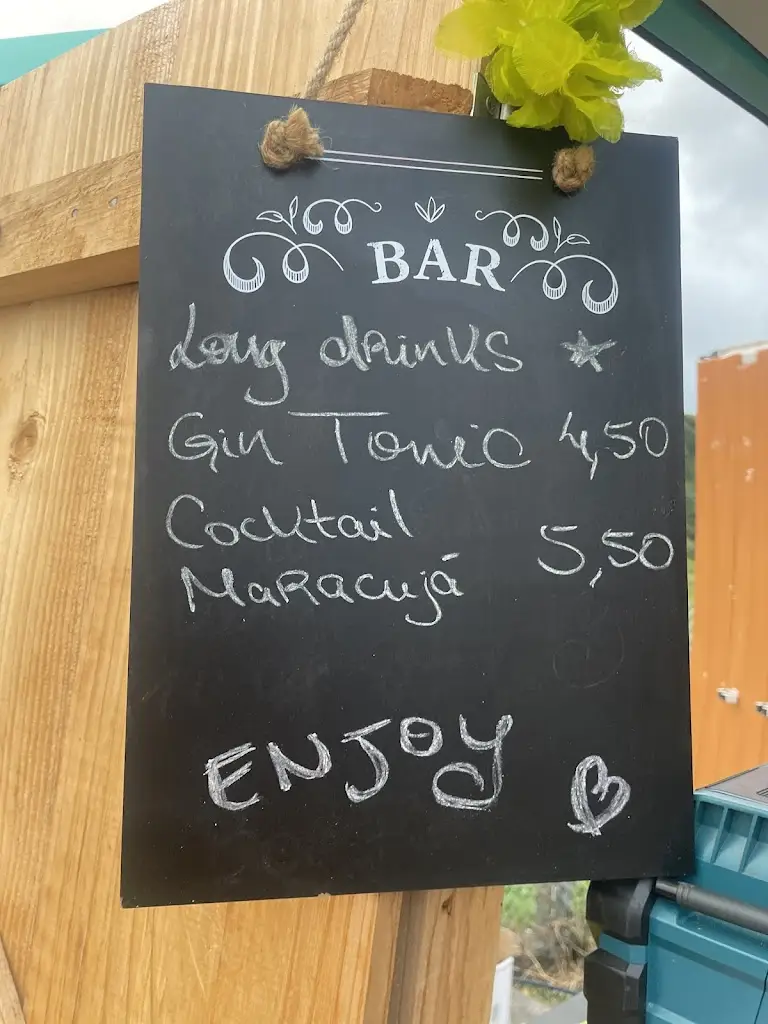 BAR
Long drinks
Gin Tonic 4,50
Cocktail
Maracujá 5,50
ENJOY